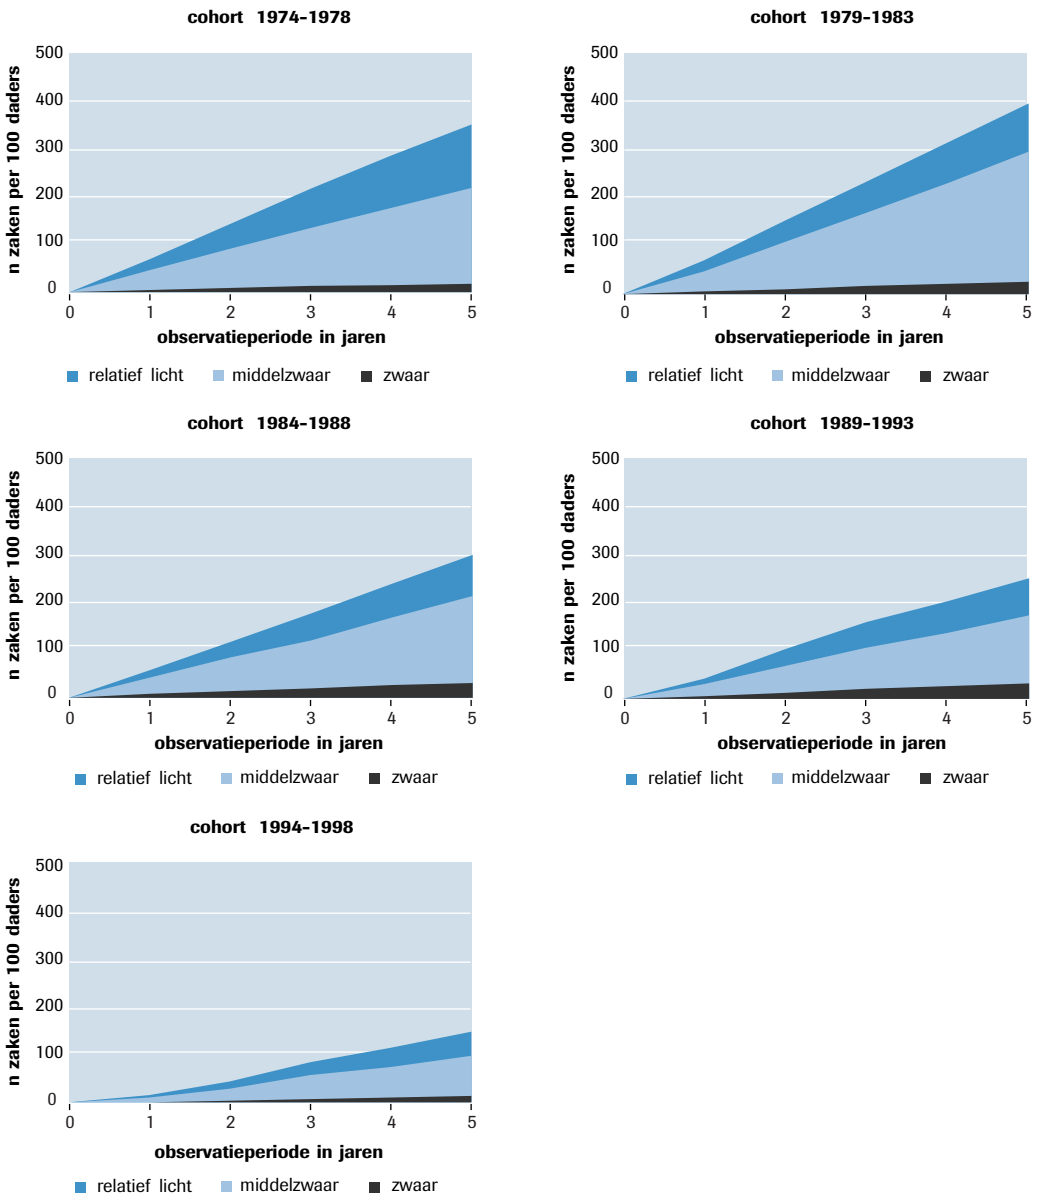 cohort 1974-1978
500
400
300
200
100
0
n zaken per 100 daders
0 1 2 3 4 5
observatieperiode in jaren
relatief licht middelzwaar zwaar
cohort 1979-1983
500
400
300
200
100
0
n zaken per 100 daders
0 1 2 3 4 5
observatieperiode in jaren
relatief licht middelzwaar zwaar
cohort 1984-1988
500
400
300
200
100
0
n zaken per 100 daders
0 1 2 3 4 5
observatieperiode in jaren
relatief licht middelzwaar zwaar
cohort 1989-1993
500
400
300
200
100
0
n zaken per 100 daders
0 1 2 3 4 5
observatieperiode in jaren
relatief licht middelzwaar zwaar
cohort 1994-1998
500
400
300
200
100
0
n zaken per 100 daders
0 1 2 3 4 5
observatieperiode in jaren
relatief licht middelzwaar zwaar